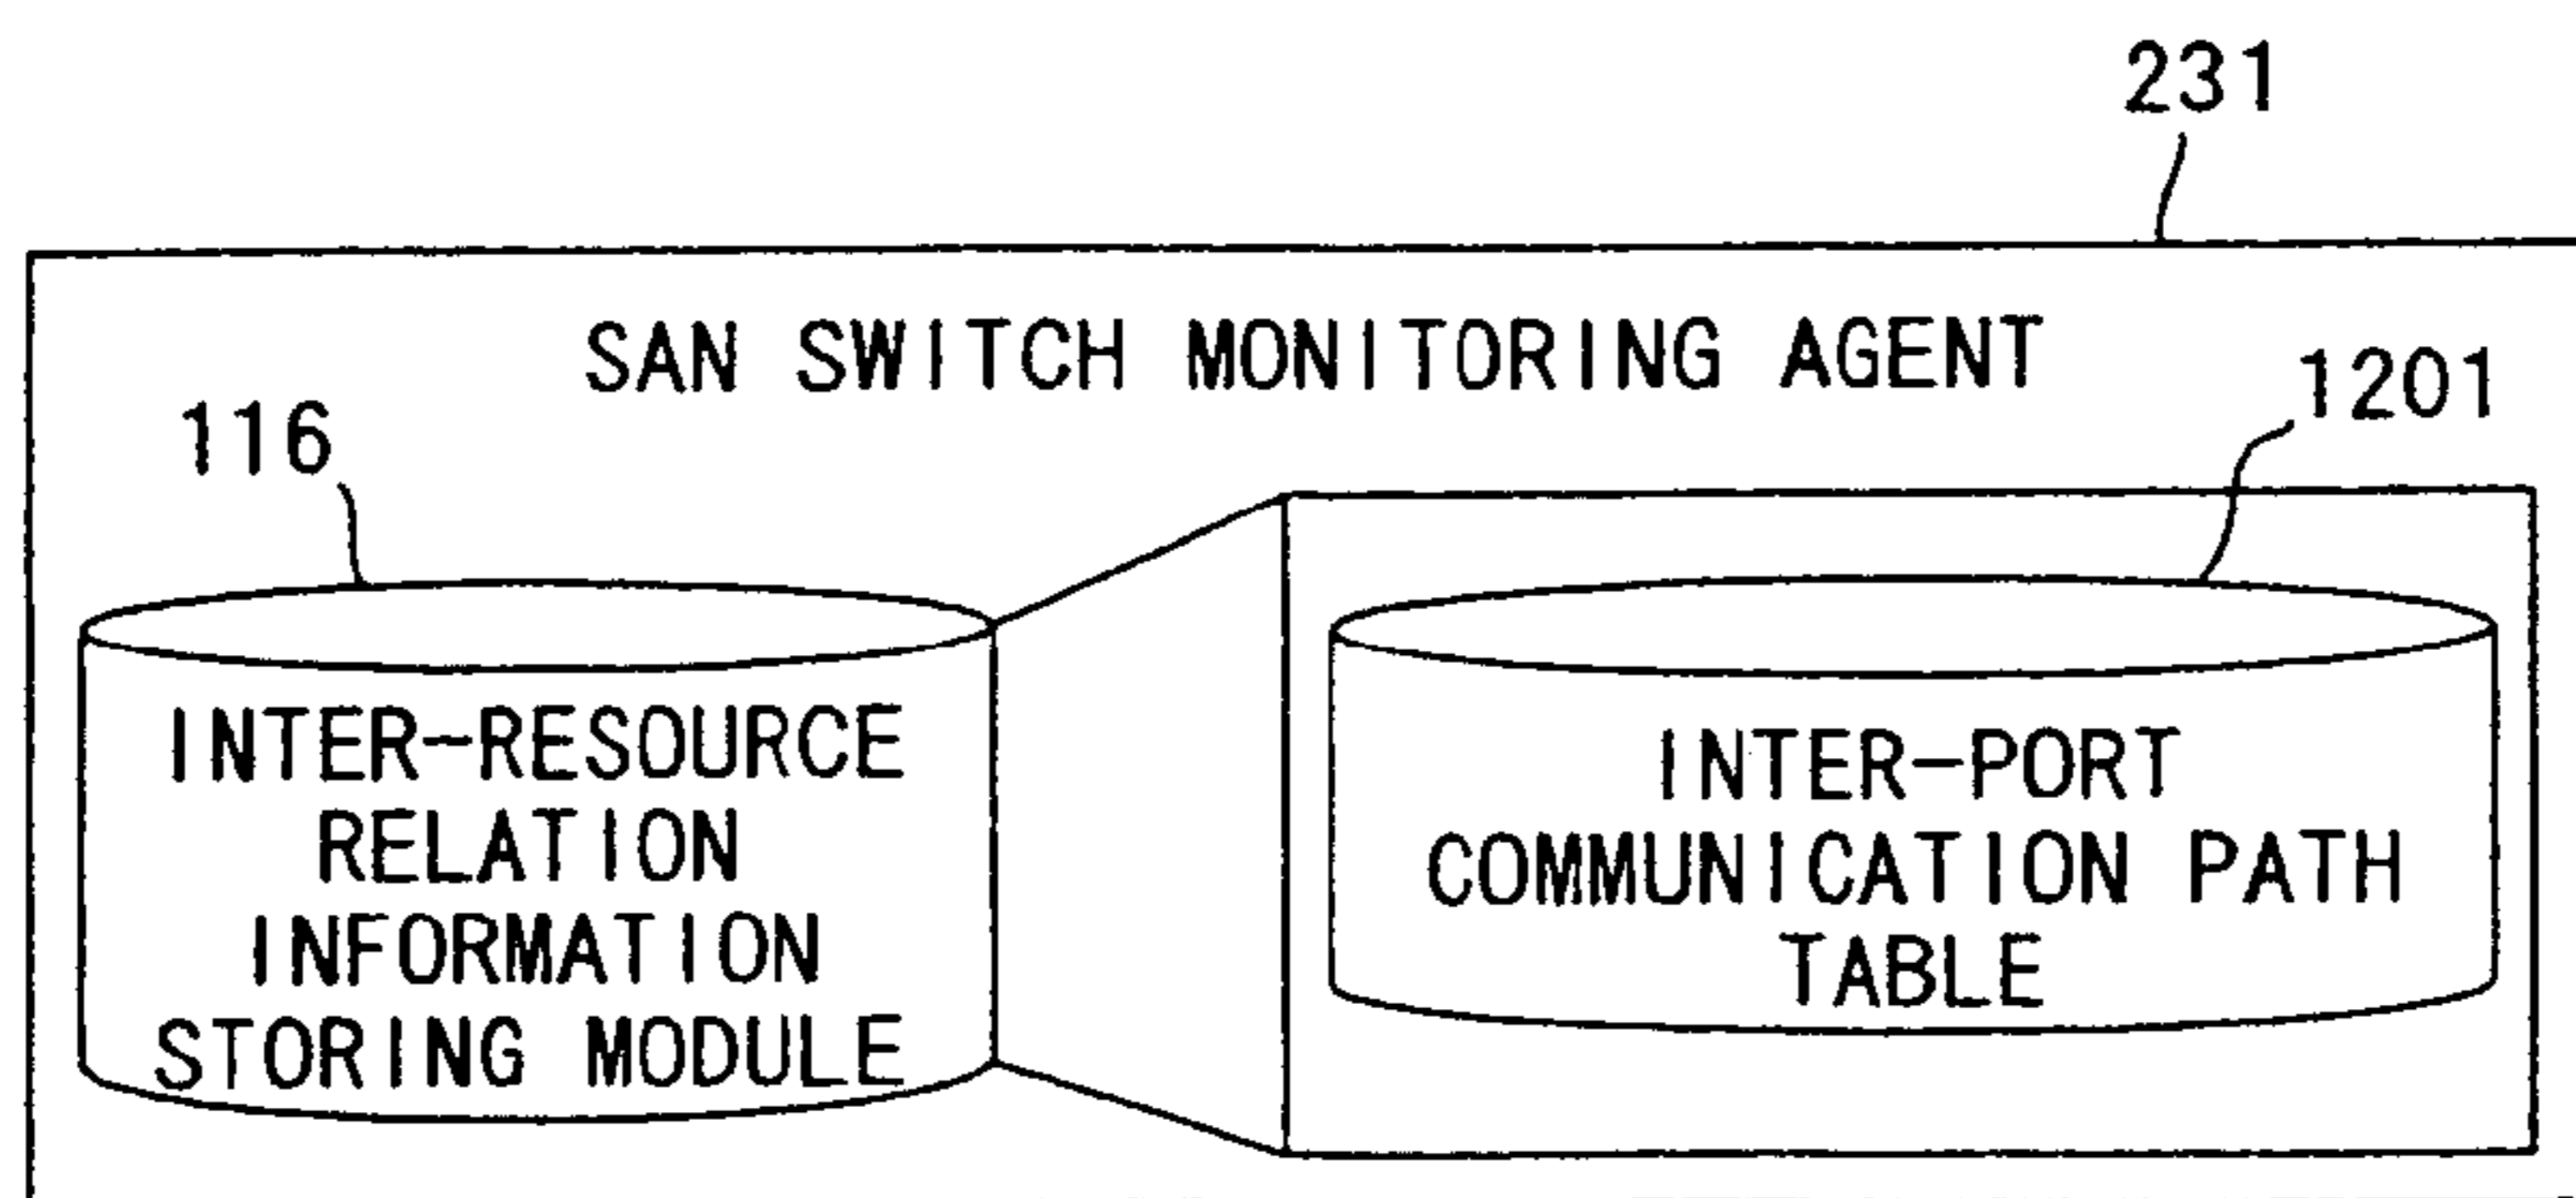 231
SAN SWITCH MONITORING AGENT
116
1201
INTER-RESOURCE
RELATION
INFORMATION
STORING MODULE
INTER-PORT
COMMUNICATION PATH
TABLE